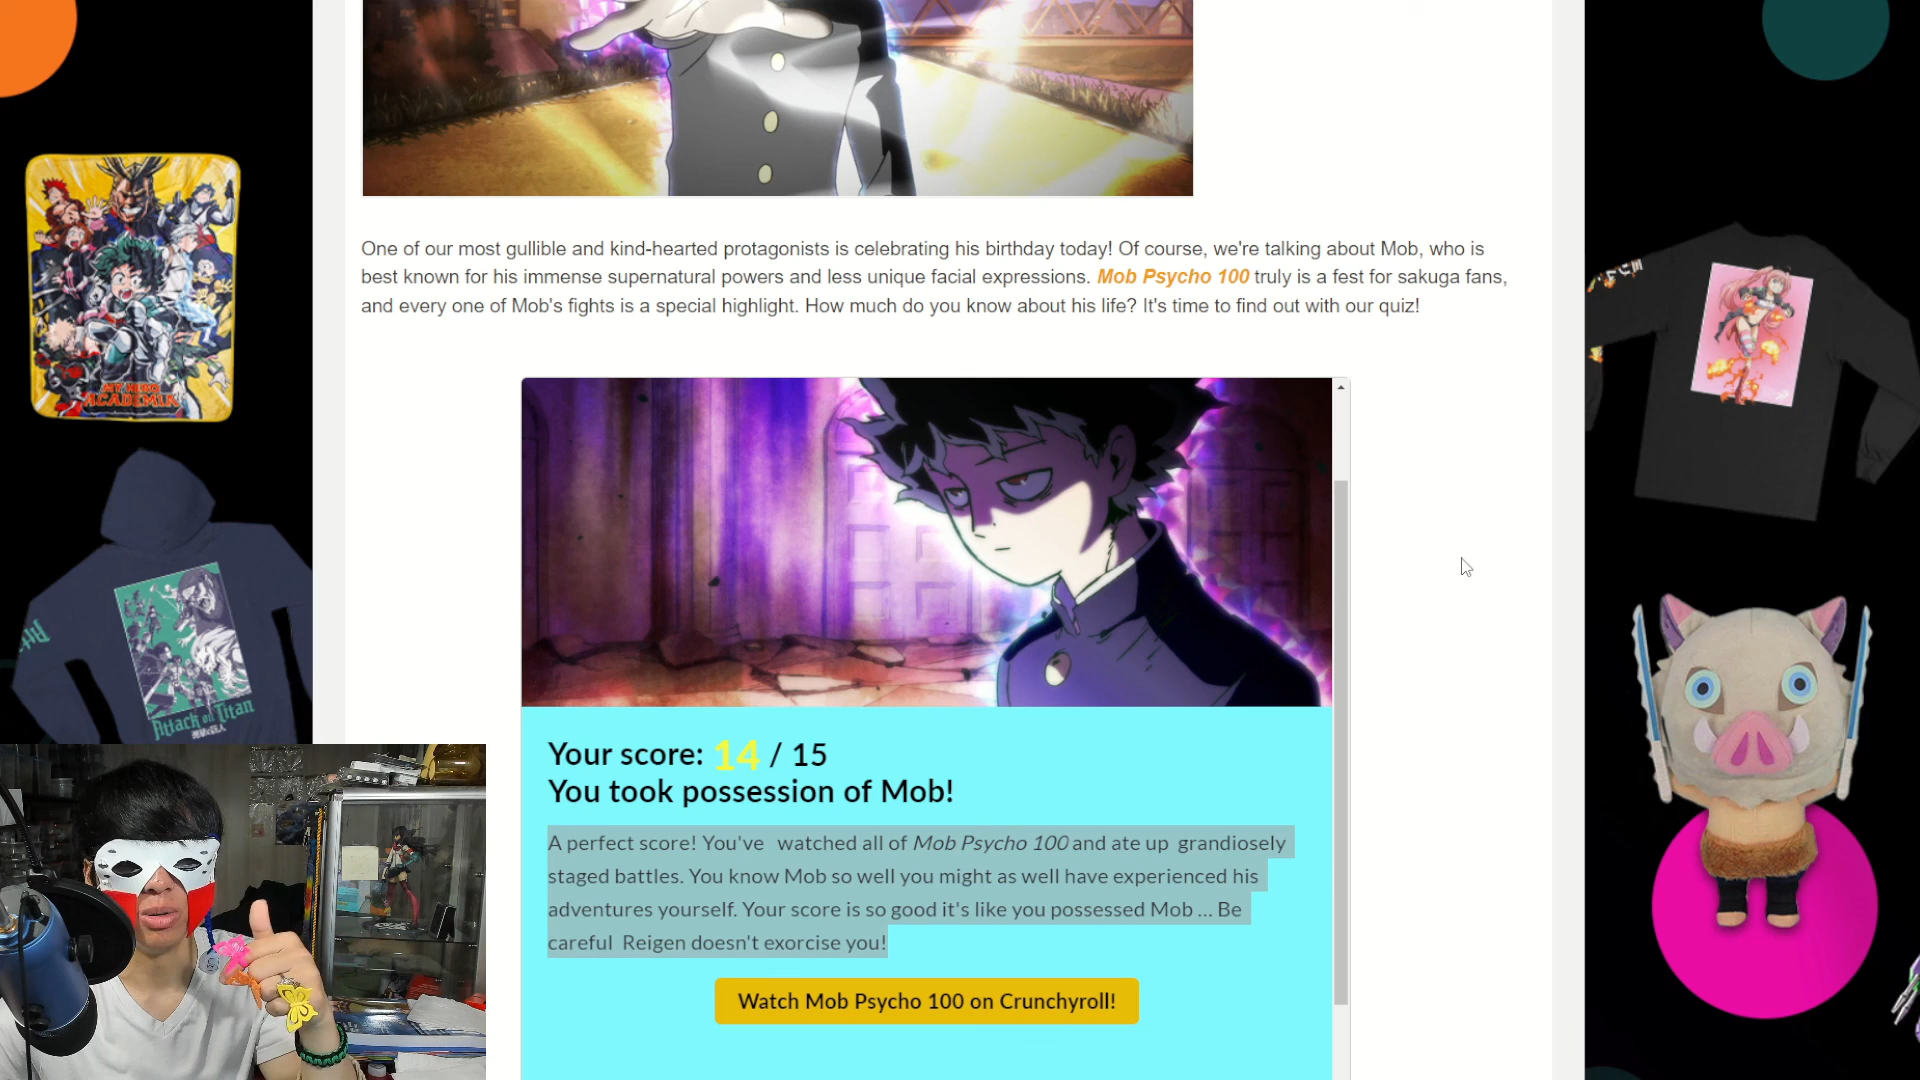 One of our most gullible and kind-hearted protagonists is celebrating his birthday today! Of course, we're talking about Mob, who is
best known for his immense supernatural powers and less unique facial expressions. Mob Psycho 100 truly is a fest for sakuga fans,
and every one of Mob's fights is a special highlight. How much do you know about his life? It's time to find out with our quiz!
MY HERO
ACADEMIA
Attack on Titan
進撃の巨人
Your score: 14 / 15
You took possession of Mob!
A perfect score! You've watched all of Mob Psycho 100 and ate up grandiosely
staged battles. You know Mob so well you might as well have experienced his
adventures yourself. Your score is so good it's like you possessed Mob ... Be
careful Reigen doesn't exorcise you!
Watch Mob Psycho 100 on Crunchyroll!